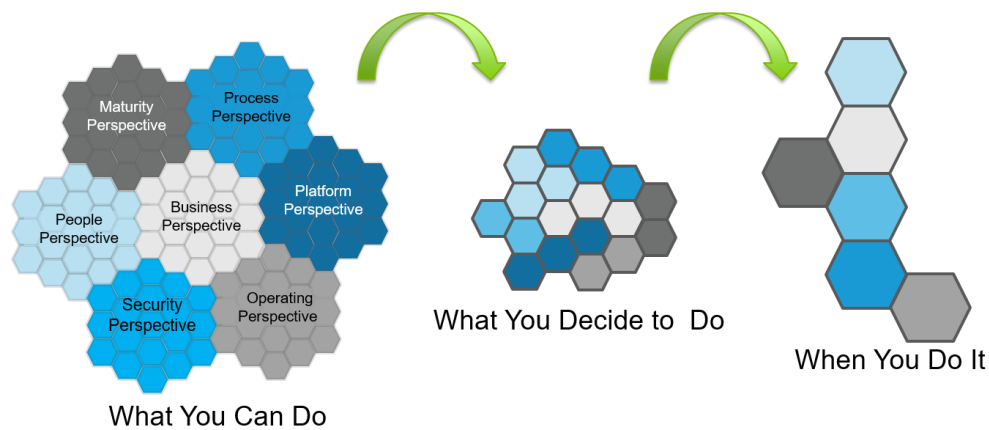 Maturity
Perspective
Process
Perspective
People
Perspective
Business
Perspective
Platform
Perspective
Security
Perspective
Operating
Perspective
What You Can Do
What You Decide to Do
When You Do It